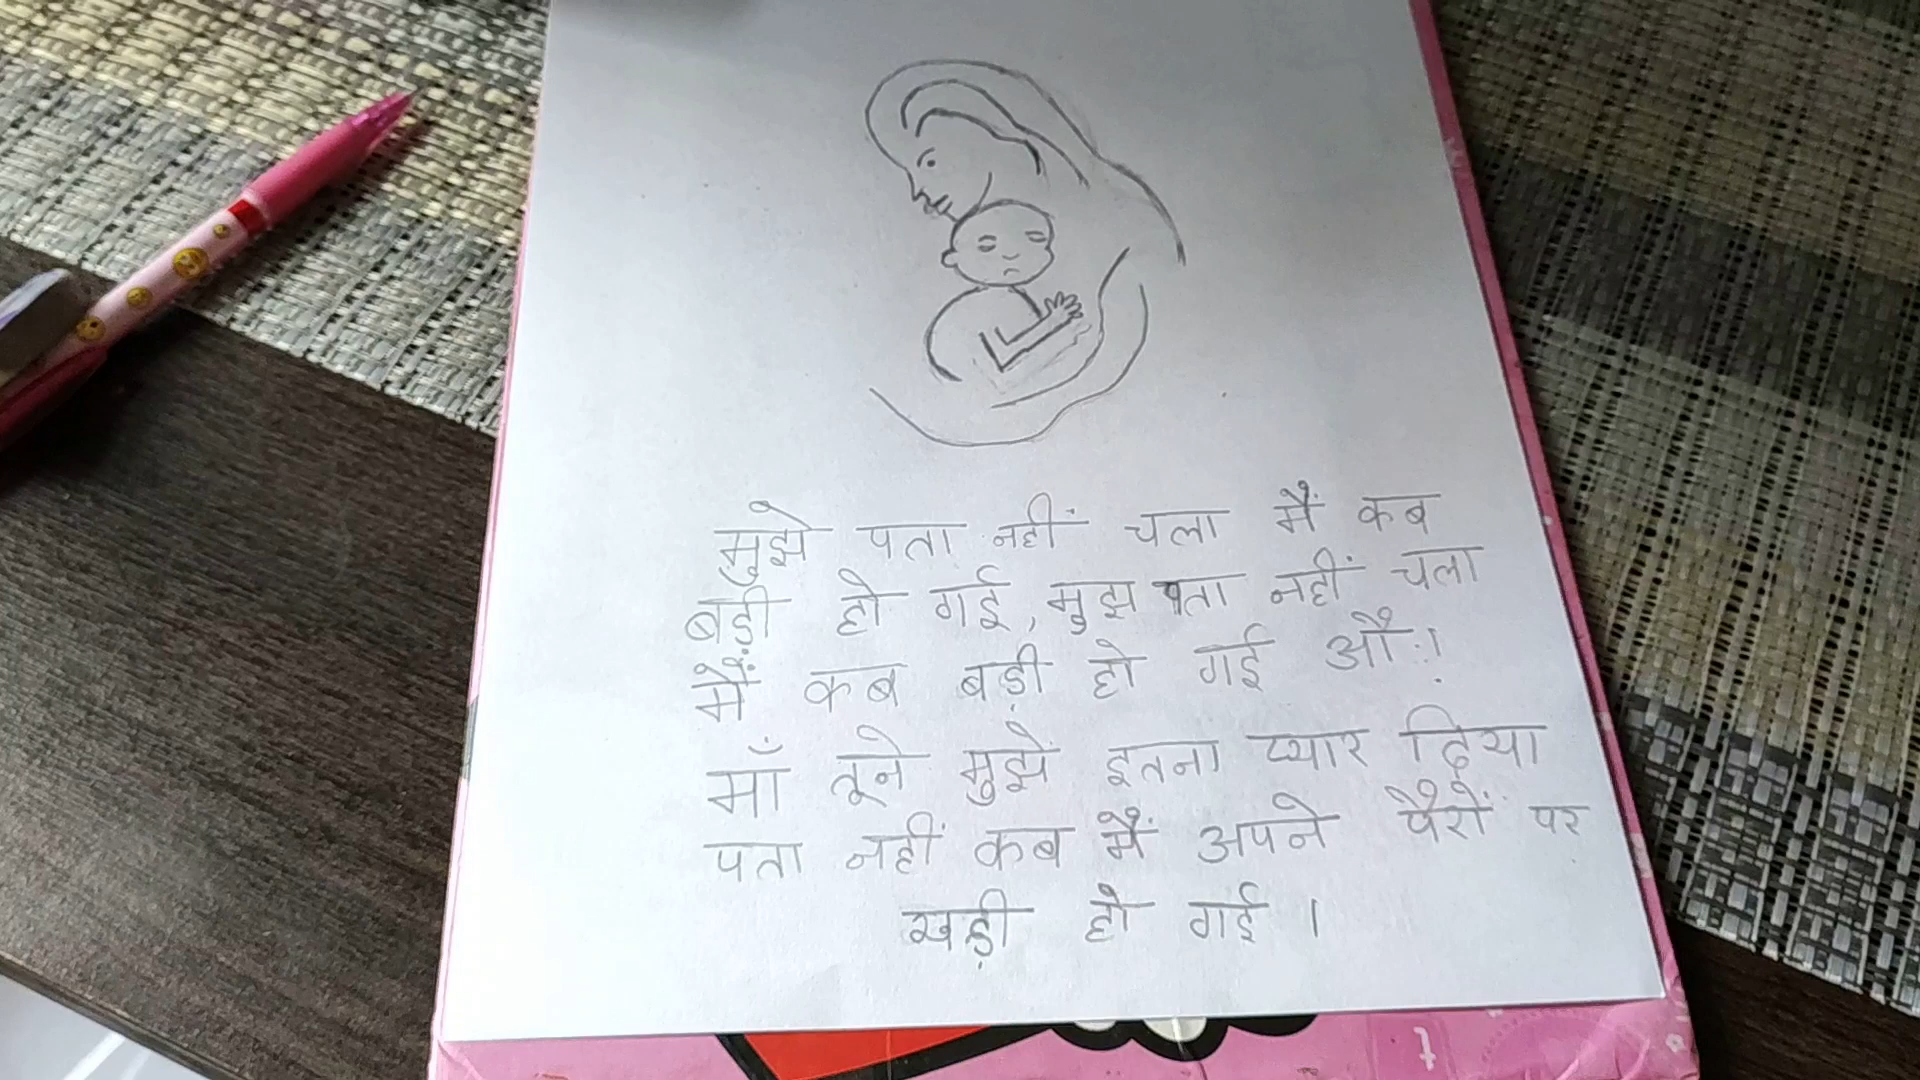 मुझे पता नहीं चला मैं कब
बड़ी हो गई, मुझ पता नहीं चला
मैं कब बड़ी हो गई औ:!
माँ तूने मुझे इतना प्यार दिया
पता नहीं कब मैं अपने पैरों पर
खड़ी हो गई ।